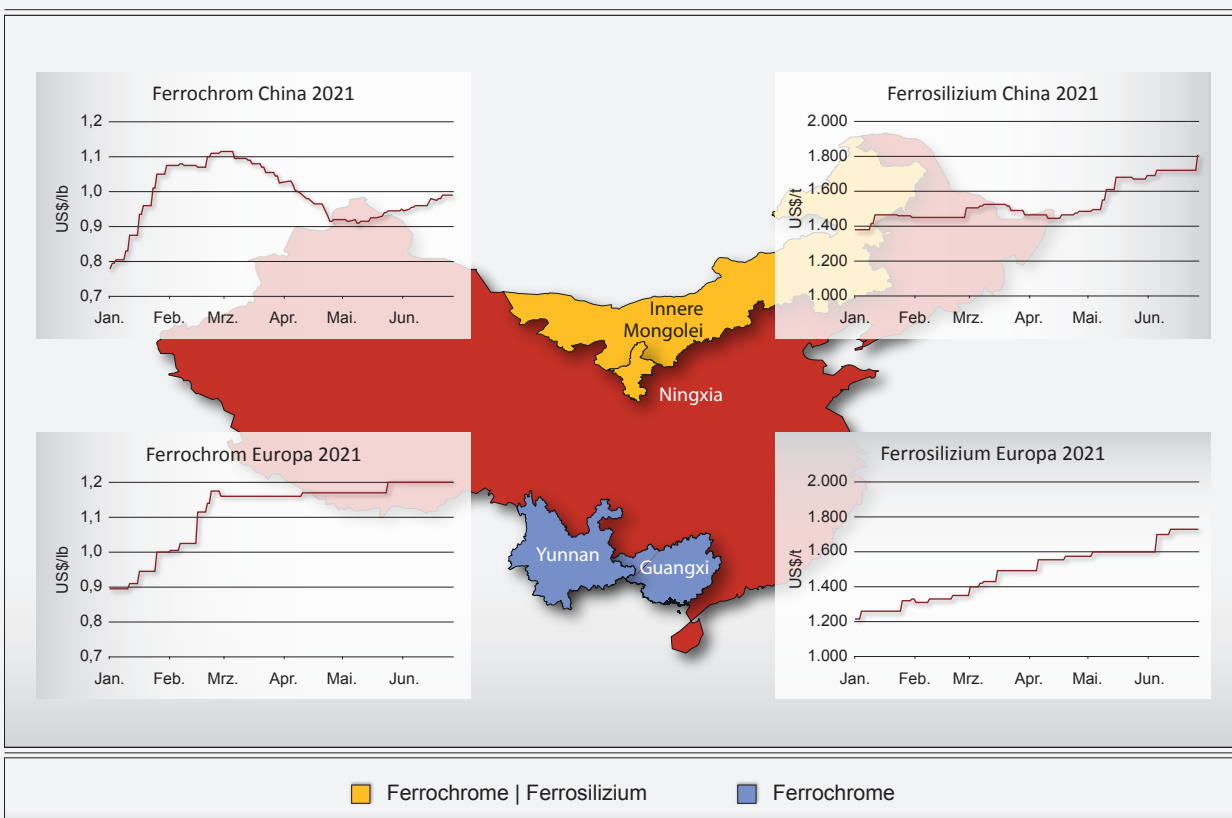 Ferrochrom China 2021
US$/lb
1,2
1,1
1,0
0,9
0,8
0,7
Jan. Feb. Mrz. Apr. Mai. Jun.
Ferrosilizium China 2021
US$/t
2.000
1.800
1.600
1.400
1.200
1.000
Jan. Feb. Mrz. Apr. Mai. Jun.
Innere
Mongolei
Ningxia
Ferrochrom Europa 2021
US$/lb
1,2
1,1
1,0
0,9
0,8
0,7
Jan. Feb. Mrz. Apr. Mai. Jun.
Yunnan
Guangxi
Ferrosilizium Europa 2021
US$/t
2.000
1.800
1.600
1.400
1.200
1.000
Jan. Feb. Mrz. Apr. Mai. Jun.
Ferrochrome | Ferrosilizium
Ferrochrome